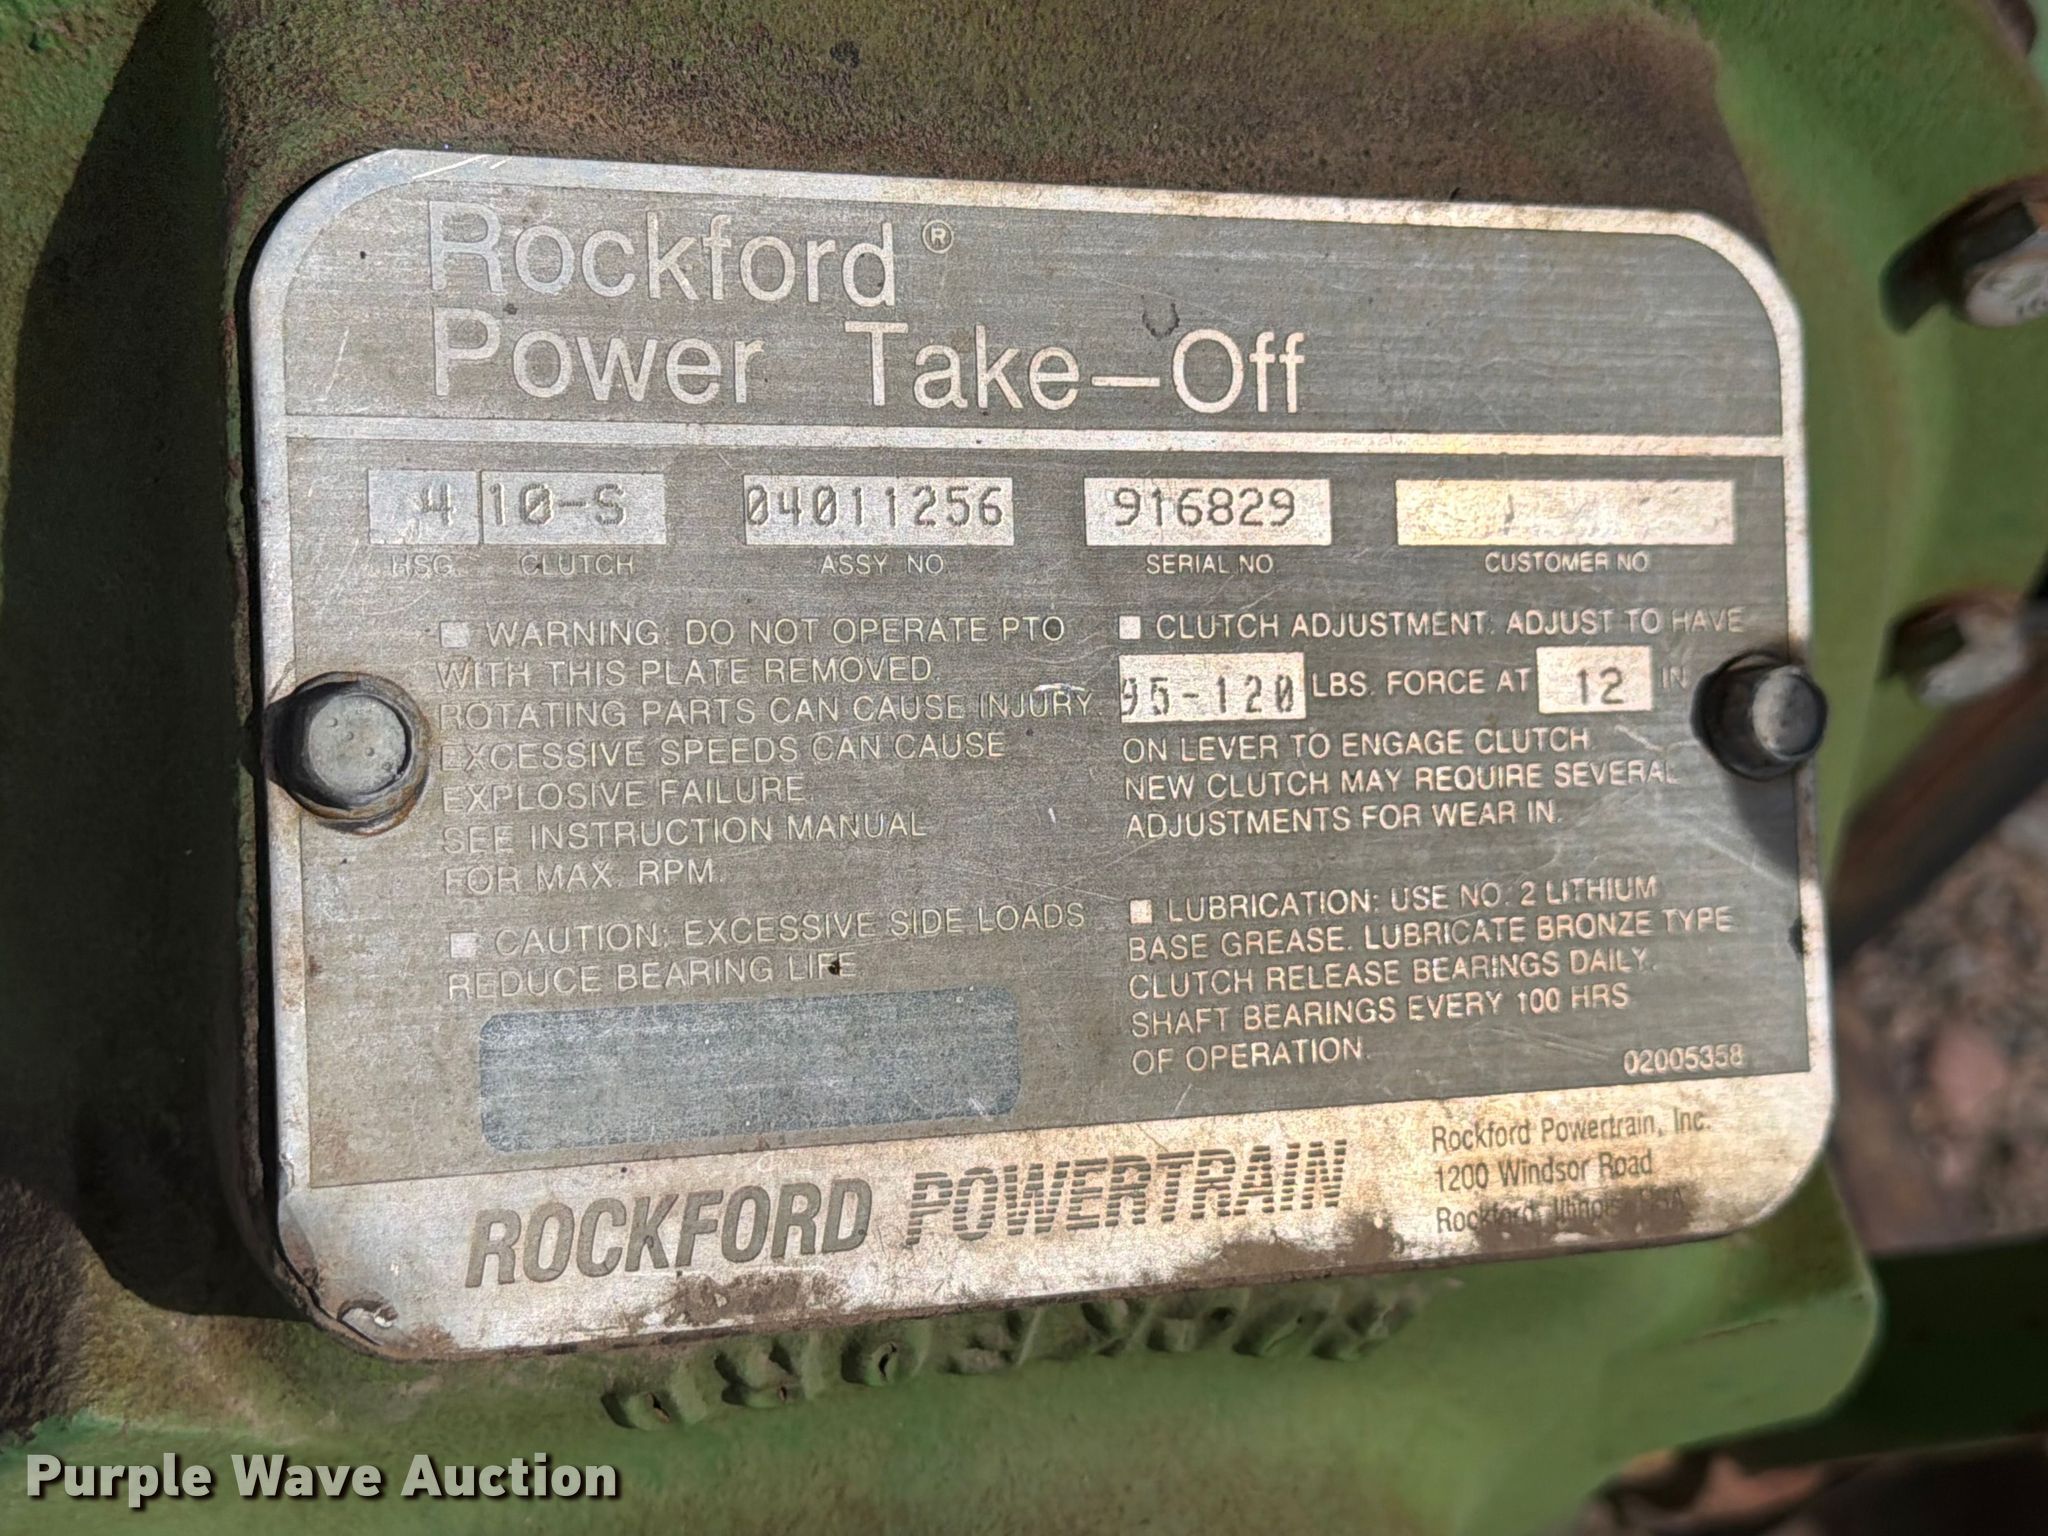 Rockford®
Power Take-Off
4 10-S 04011256 916829
HSG. CLUTCH ASSY NO. SERIAL NO. CUSTOMER NO.
WARNING: DO NOT OPERATE PTO
WITH THIS PLATE REMOVED.
ROTATING PARTS CAN CAUSE INJURY.
EXCESSIVE SPEEDS CAN CAUSE
EXPLOSIVE FAILURE.
SEE INSTRUCTION MANUAL
FOR MAX. RPM.
CAUTION: EXCESSIVE SIDE LOADS
REDUCE BEARING LIFE
CLUTCH ADJUSTMENT: ADJUST TO HAVE
95-120 LBS. FORCE AT 12 IN
ON LEVER TO ENGAGE CLUTCH.
NEW CLUTCH MAY REQUIRE SEVERAL
ADJUSTMENTS FOR WEAR IN.
LUBRICATION: USE NO. 2 LITHIUM
BASE GREASE. LUBRICATE BRONZE TYPE
CLUTCH RELEASE BEARINGS DAILY.
SHAFT BEARINGS EVERY 100 HRS
OF OPERATION.
02005358
ROCKFORD POWERTRAIN
Rockford Powertrain, Inc.
1200 Windsor Road
Rockford, Illinois USA
Purple Wave Auction